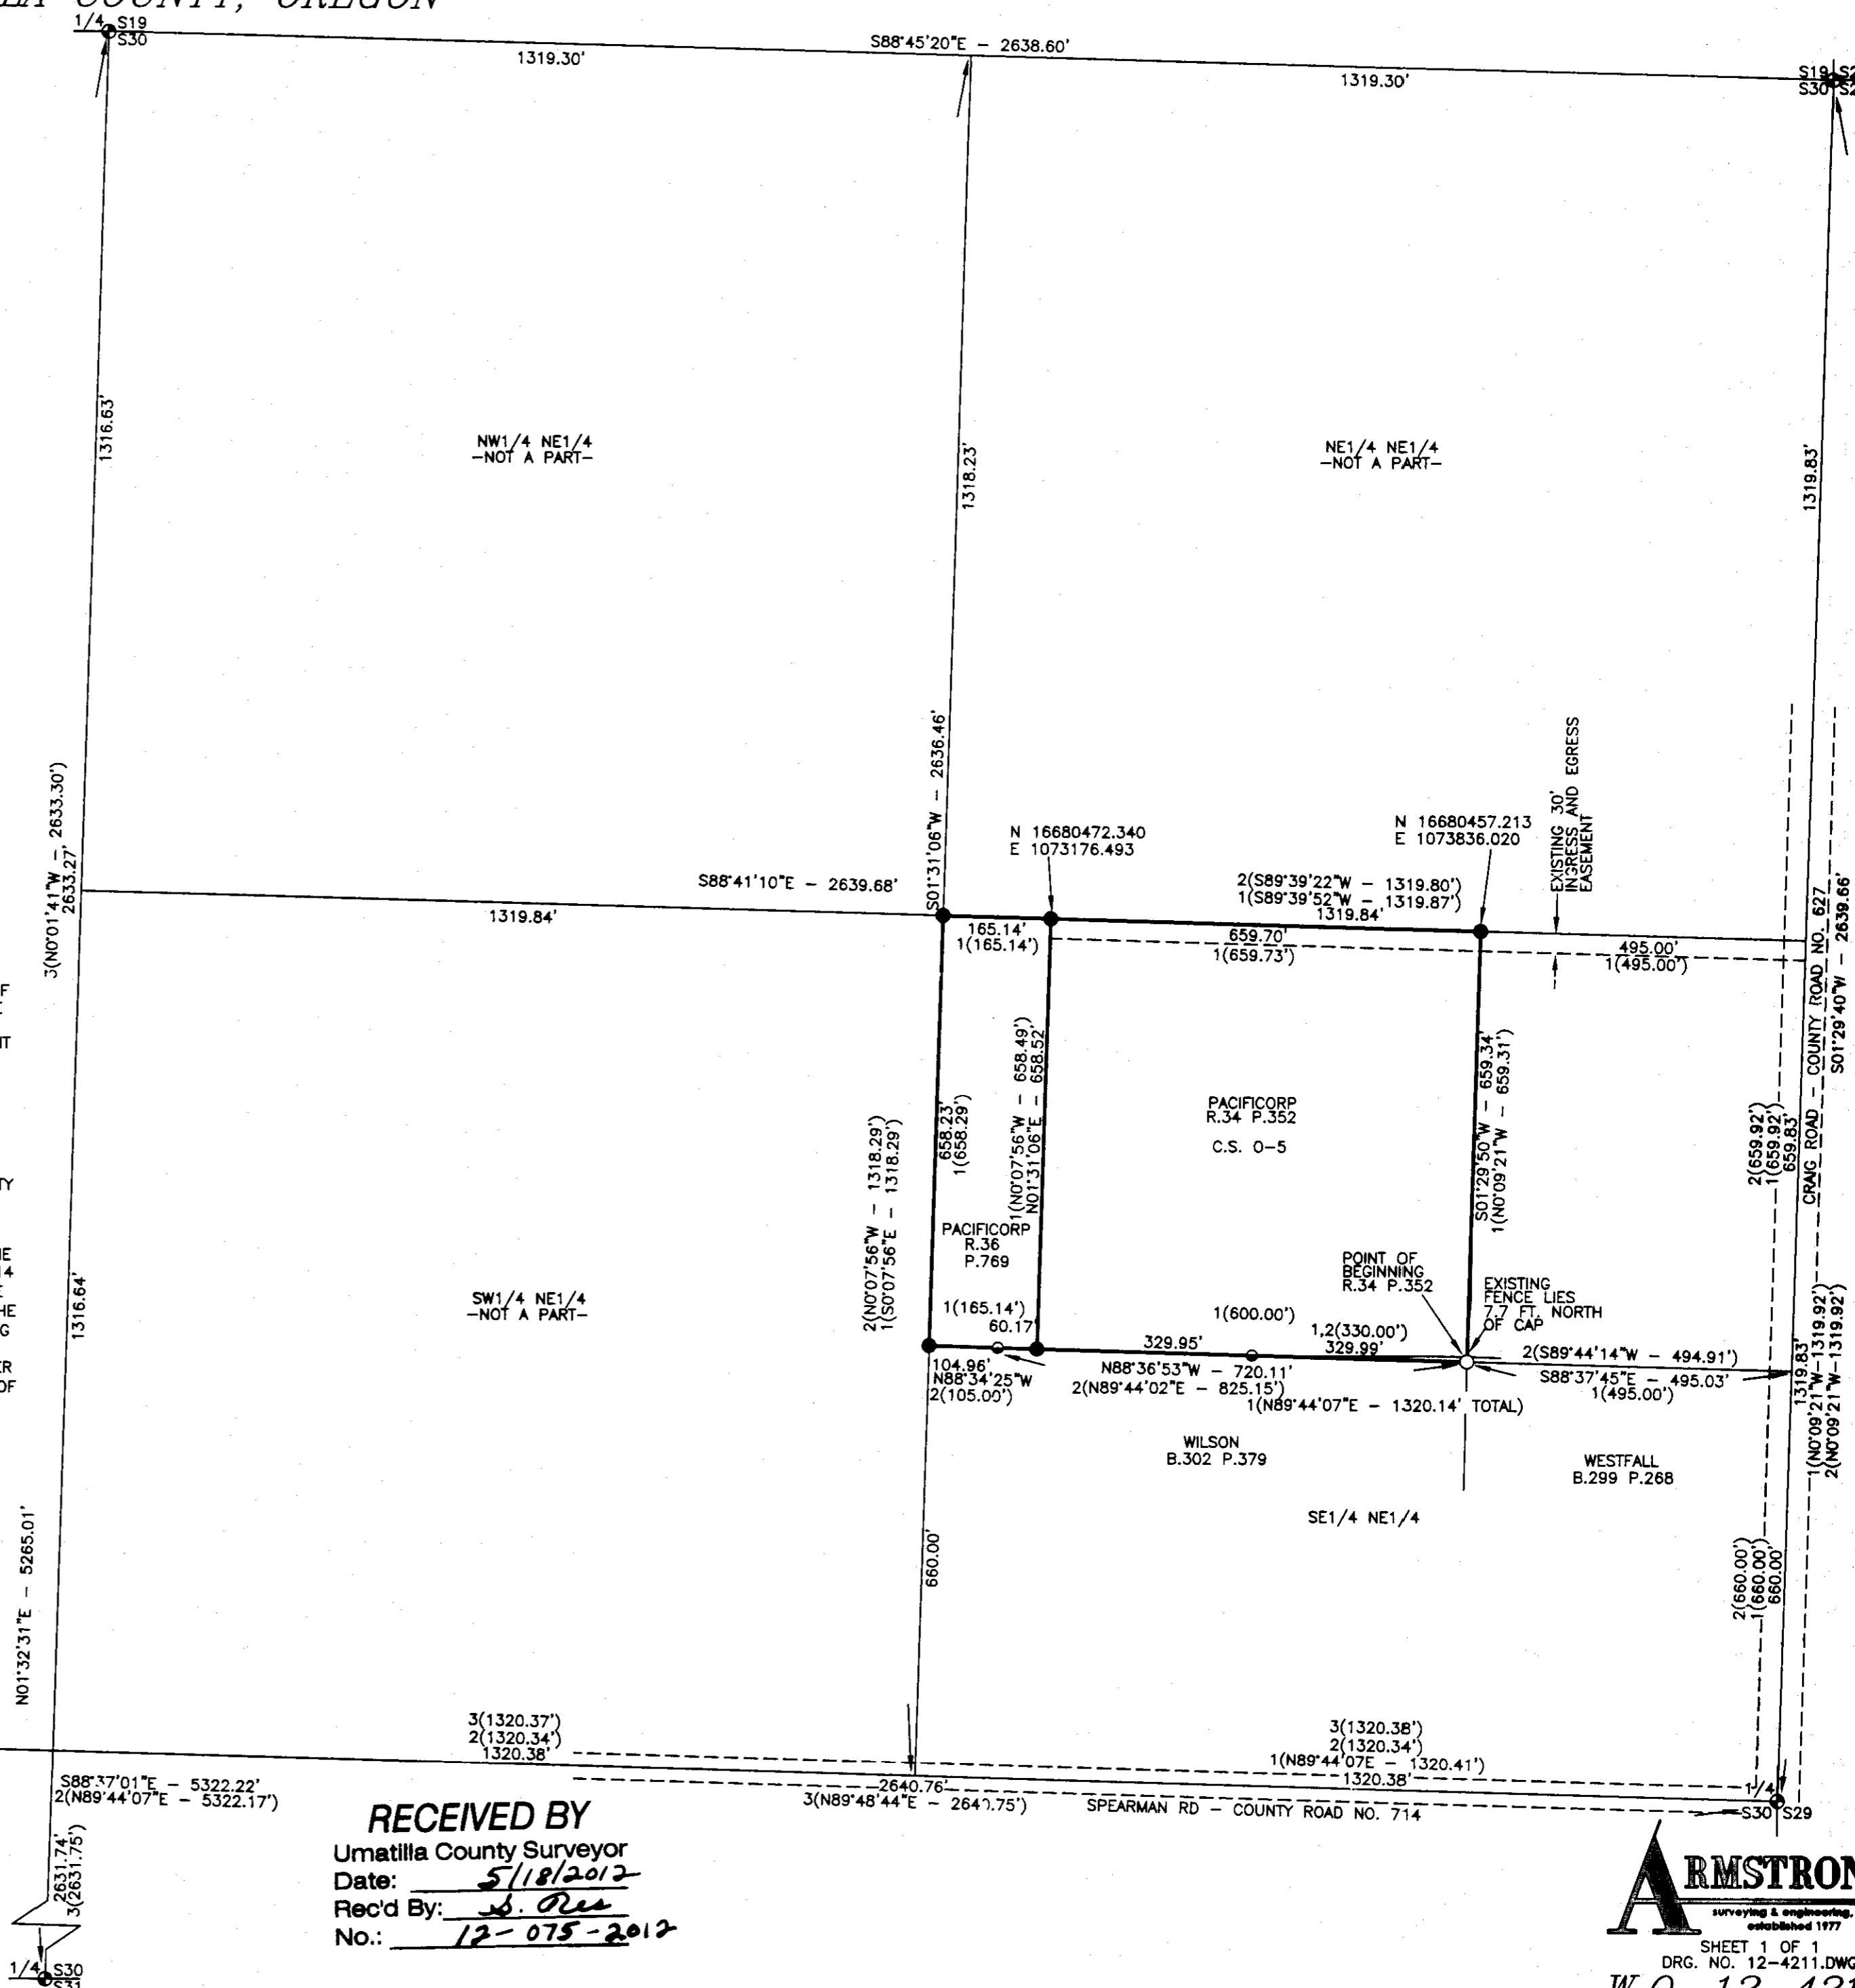 COUNTY, OREGON
1/4 S19
S30
S88°45'20"E - 2638.60'
1319.30'
1319.30'
S19
S30
1316.63'
NW1/4 NE1/4
-NOT A PART-
1318.23'
NE1/4 NE1/4
-NOT A PART-
1319.83'
3(N0°01'41"W - 2633.30')
2633.27'
S01°31'06"W - 2636.46'
N 16680472.340
E 1073176.493
N 16680457.213
E 1073836.020
EXISTING 30'
INGRESS AND EGRESS
EASEMENT
S88°41'10"E - 2639.68'
1319.84'
2(S89°39'22"W - 1319.80')
1(S89°39'52"W - 1319.87')
1319.84'
165.14'
1(165.14')
659.70'
1(659.73')
495.00'
1(495.00')
CRAIG ROAD - COUNTY ROAD NO. 627
S01°29'40"W - 2639.66'
2(N0°07'56"W - 1318.29')
1(S0°07'56"E - 1318.29')
658.23'
1(658.29')
1(N0°07'56"W - 658.49')
N01°31'06"E - 658.52'
PACIFICORP
R.34 P.352
C.S. O-5
S01°29'50"W - 659.34'
1(N0°09'21"W - 659.31')
2(659.92')
1(659.92')
659.83'
PACIFICORP
R.36
P.769
1316.64'
SW1/4 NE1/4
-NOT A PART-
POINT OF
BEGINNING
R.34 P.352
EXISTING
FENCE LIES
7.7 FT. NORTH
OF CAP
1(165.14')
60.17'
1(600.00')
329.95'
1,2(330.00')
329.99'
104.96'
N88°34'25"W
2(105.00')
N88°36'53"W - 720.11'
2(N89°44'02"E - 825.15')
1(N89°44'07"E - 1320.14' TOTAL)
2(S89°44'14"W - 494.91')
S88°37'45"E - 495.03'
1(495.00')
1319.83'
1(N0°09'21"W-1319.92')
2(N0°09'21"W-1319.92')
WILSON
B.302 P.379
WESTFALL
B.299 P.268
SE1/4 NE1/4
N01°32'31"E - 5265.01'
660.00'
2(660.00')
1(660.00')
660.00'
3(1320.37')
2(1320.34')
1320.38'
3(1320.38')
2(1320.34')
1(N89°44'07E - 1320.41')
1320.38'
S88°37'01"E - 5322.22'
2(N89°44'07"E - 5322.17')
2640.76'
3(N89°48'44"E - 2640.75')
SPEARMAN RD - COUNTY ROAD NO. 714
1/4
S30 S29
2631.74'
3(2631.75')
1/4 S30
S31
RECEIVED BY
Umatilla County Surveyor
Date: 5/18/2012
Rec'd By: S.
No.: 12-075-2012
ARMSTRON
surveying & engineering,
established 1977
SHEET 1 OF 1
DRG. NO. 12-4211.DWG